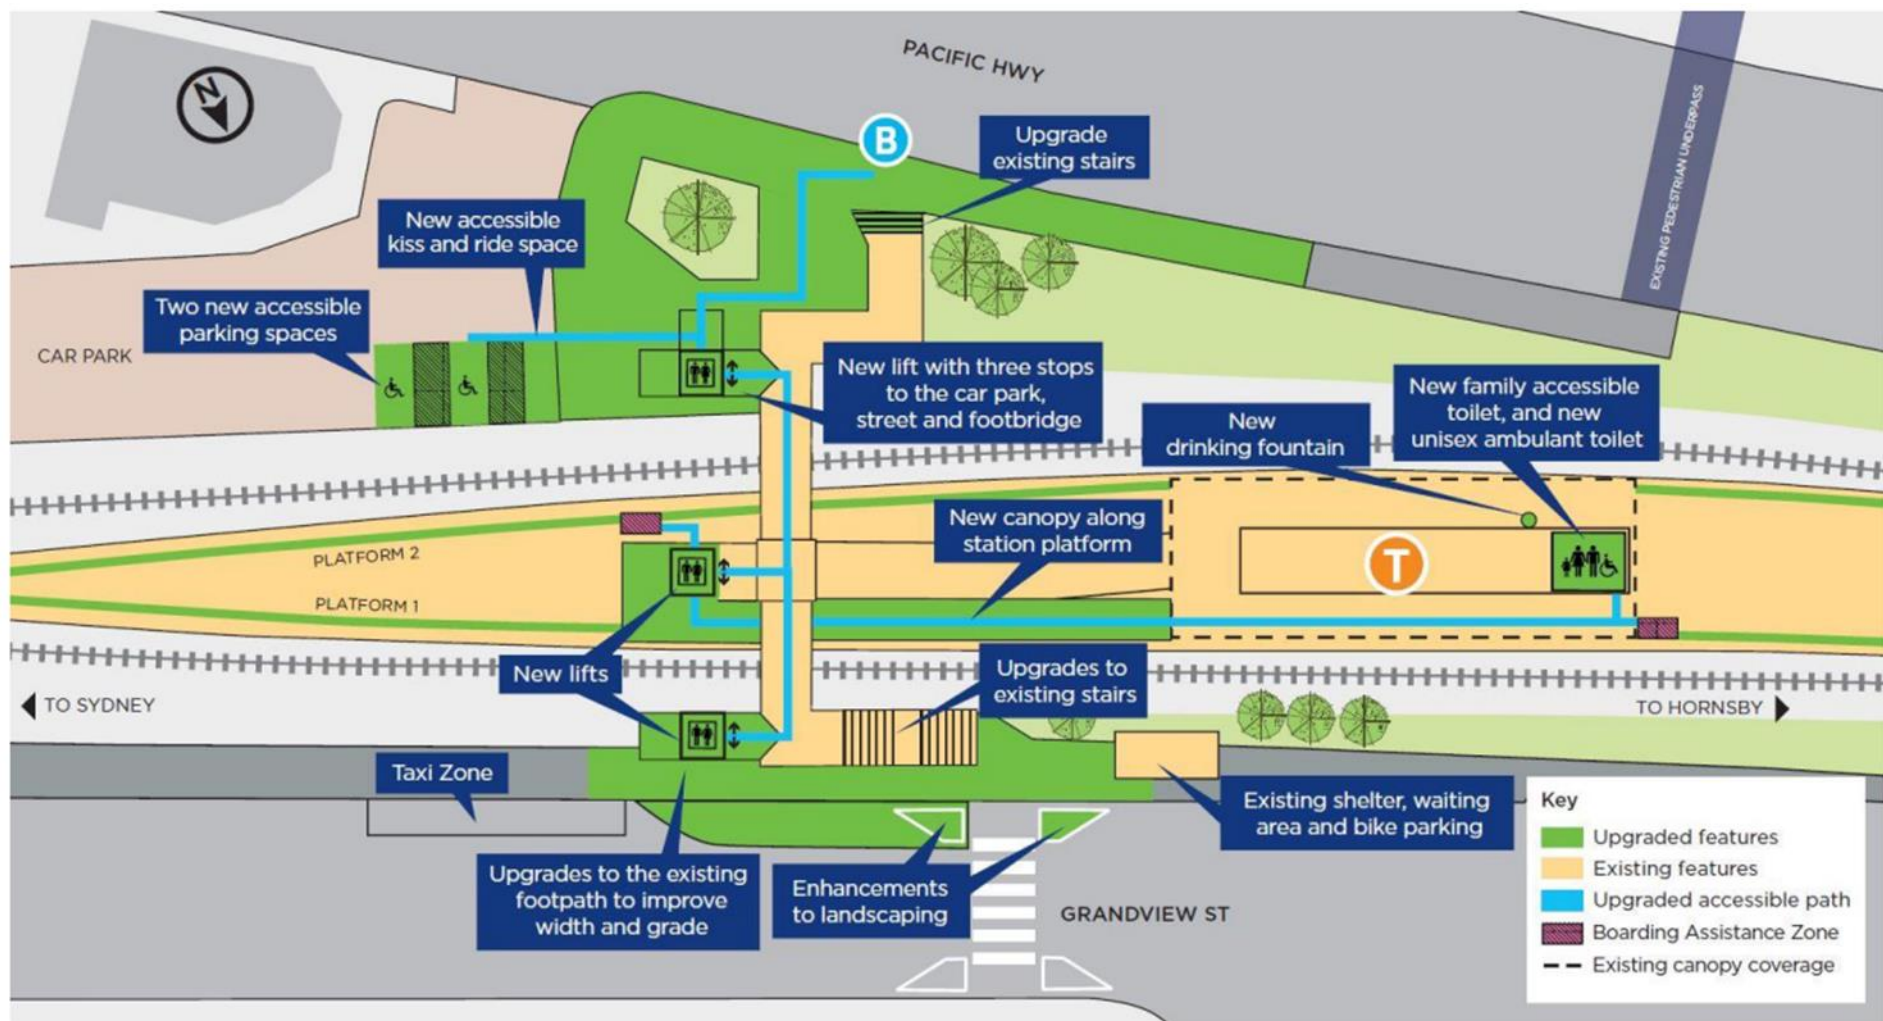 PACIFIC HWY
N
B
Upgrade
existing stairs
EXISTING PEDESTRIAN UNDERPASS
New accessible
kiss and ride space
Two new accessible
parking spaces
CAR PARK
New lift with three stops
to the car park,
street and footbridge
New
drinking fountain
New family accessible
toilet, and new
unisex ambulant toilet
New canopy along
station platform
T
PLATFORM 2
PLATFORM 1
New lifts
Upgrades to
existing stairs
TO SYDNEY
TO HORNSBY
Taxi Zone
Existing shelter, waiting
area and bike parking
Upgrades to the existing
footpath to improve
width and grade
Enhancements
to landscaping
GRANDVIEW ST
Key
Upgraded features
Existing features
Upgraded accessible path
Boarding Assistance Zone
Existing canopy coverage